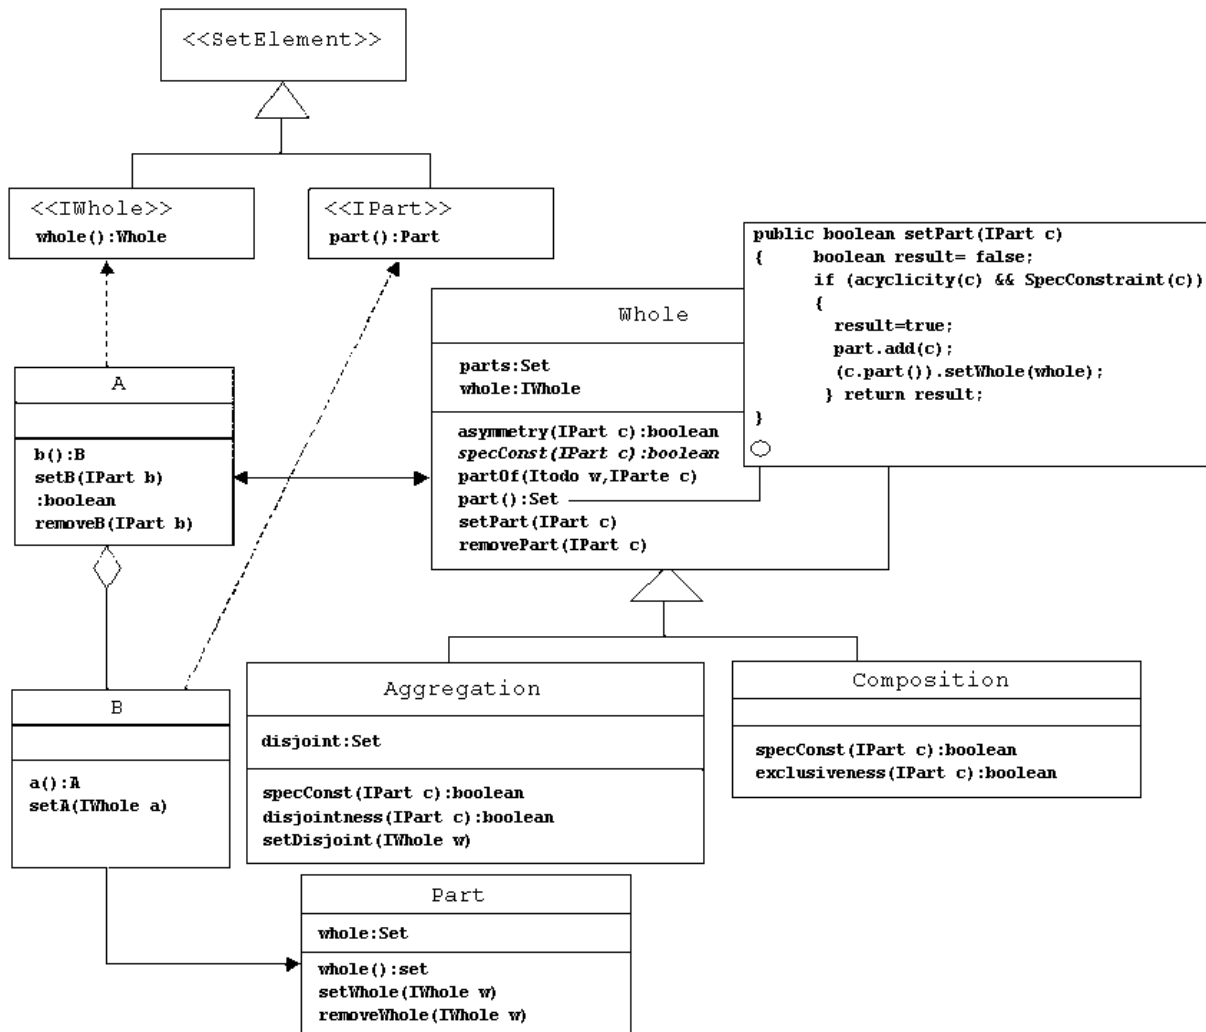 <<SetElement>>
<<IWhole>>
whole():Whole
<<IPart>>
part():Part
public boolean setPart(IPart c)
{ boolean result= false;
if (acyclicity(c) && SpecConstraint(c))
{
result=true;
part.add(c);
(c.part()).setWhole(whole);
} return result;
}
Whole
parts:Set
whole:IWhole
asymmetry(IPart c):boolean
specConst(IPart c):boolean
partOf(Itodo w,IParte c)
part():Set
setPart(IPart c)
removePart(IPart c)
A
b():B
setB(IPart b)
:boolean
removeB(IPart b)
B
a():A
setA(IWhole a)
Aggregation
disjoint:Set
specConst(IPart c):boolean
disjointness(IPart c):boolean
setDisjoint(IWhole w)
Composition
specConst(IPart c):boolean
exclusiveness(IPart c):boolean
Part
whole:Set
whole():set
setWhole(IWhole w)
removeWhole(IWhole w)